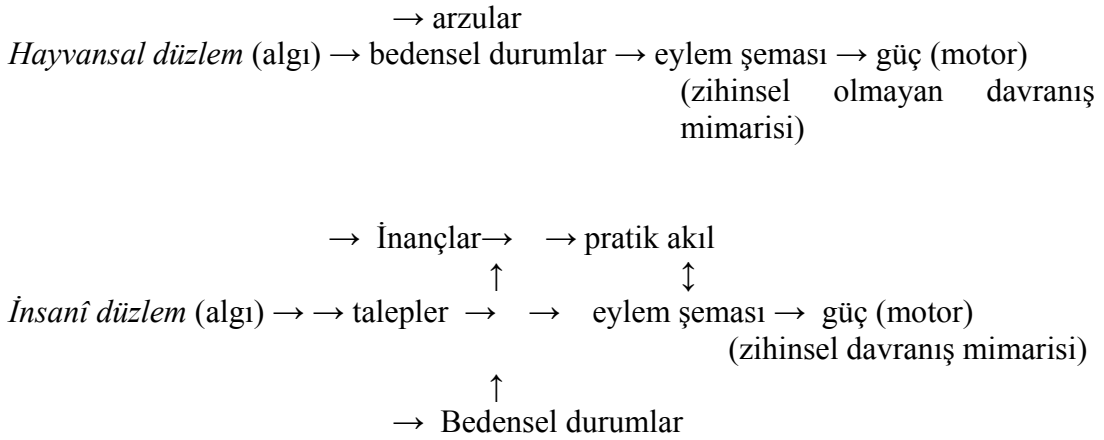 → arzular
Hayvansal düzlem (algı) → bedensel durumlar → eylem şeması → güç (motor)
(zihinsel olmayan davranış
mimarisi)
→ İnançlar→ → pratik akıl
↑ ↕
İnsanî düzlem (algı) → → talepler → → eylem şeması → güç (motor)
(zihinsel davranış mimarisi)
↑
→ Bedensel durumlar